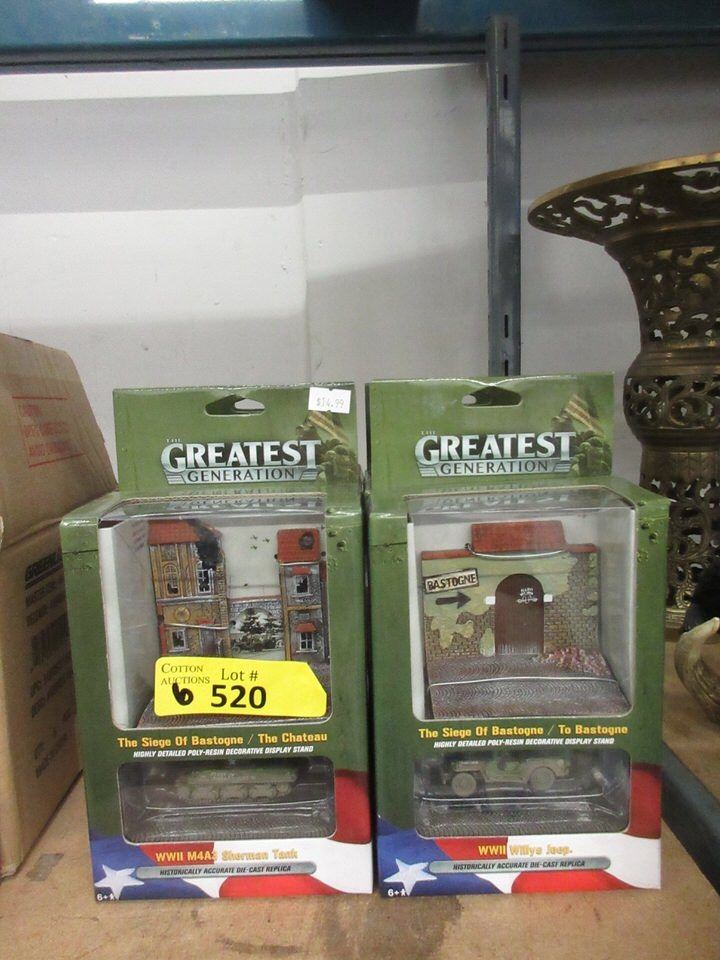 $14.99
THE
GREATEST
GENERATION
COTTON
AUCTIONS
Lot #
6
520
The Siege Of Bastogne / The Chateau
HIGHLY DETAILED POLY-RESIN DECORATIVE DISPLAY STAND
WWII M4A3 Sherman Tank
HISTORICALLY ACCURATE DIE-CAST REPLICA
6+
THE
GREATEST
GENERATION
BASTOGNE
The Siege Of Bastogne / To Bastogne
HIGHLY DETAILED POLY-RESIN DECORATIVE DISPLAY STAND
WWII Willys Jeep.
HISTORICALLY ACCURATE DIE-CAST REPLICA
6+